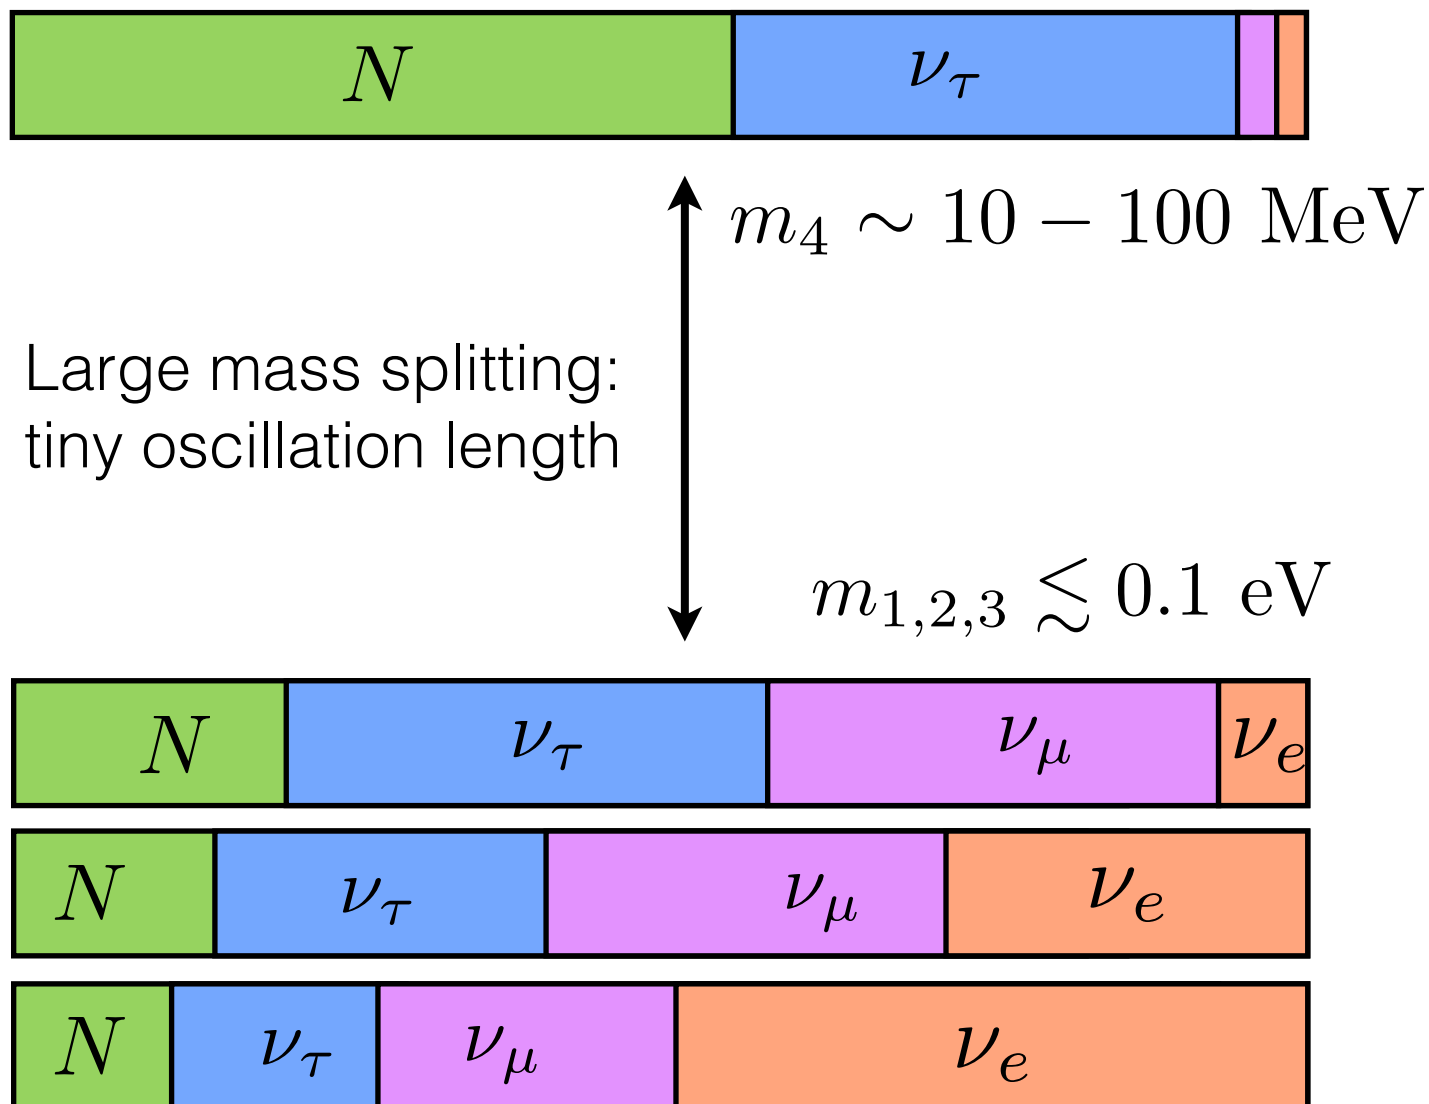 N ν_τ
m_4 ∼ 10 − 100 MeV
Large mass splitting:
tiny oscillation length
m_{1,2,3} ≲ 0.1 eV
N ν_τ ν_μ ν_e
N ν_τ ν_μ ν_e
N ν_τ ν_μ ν_e